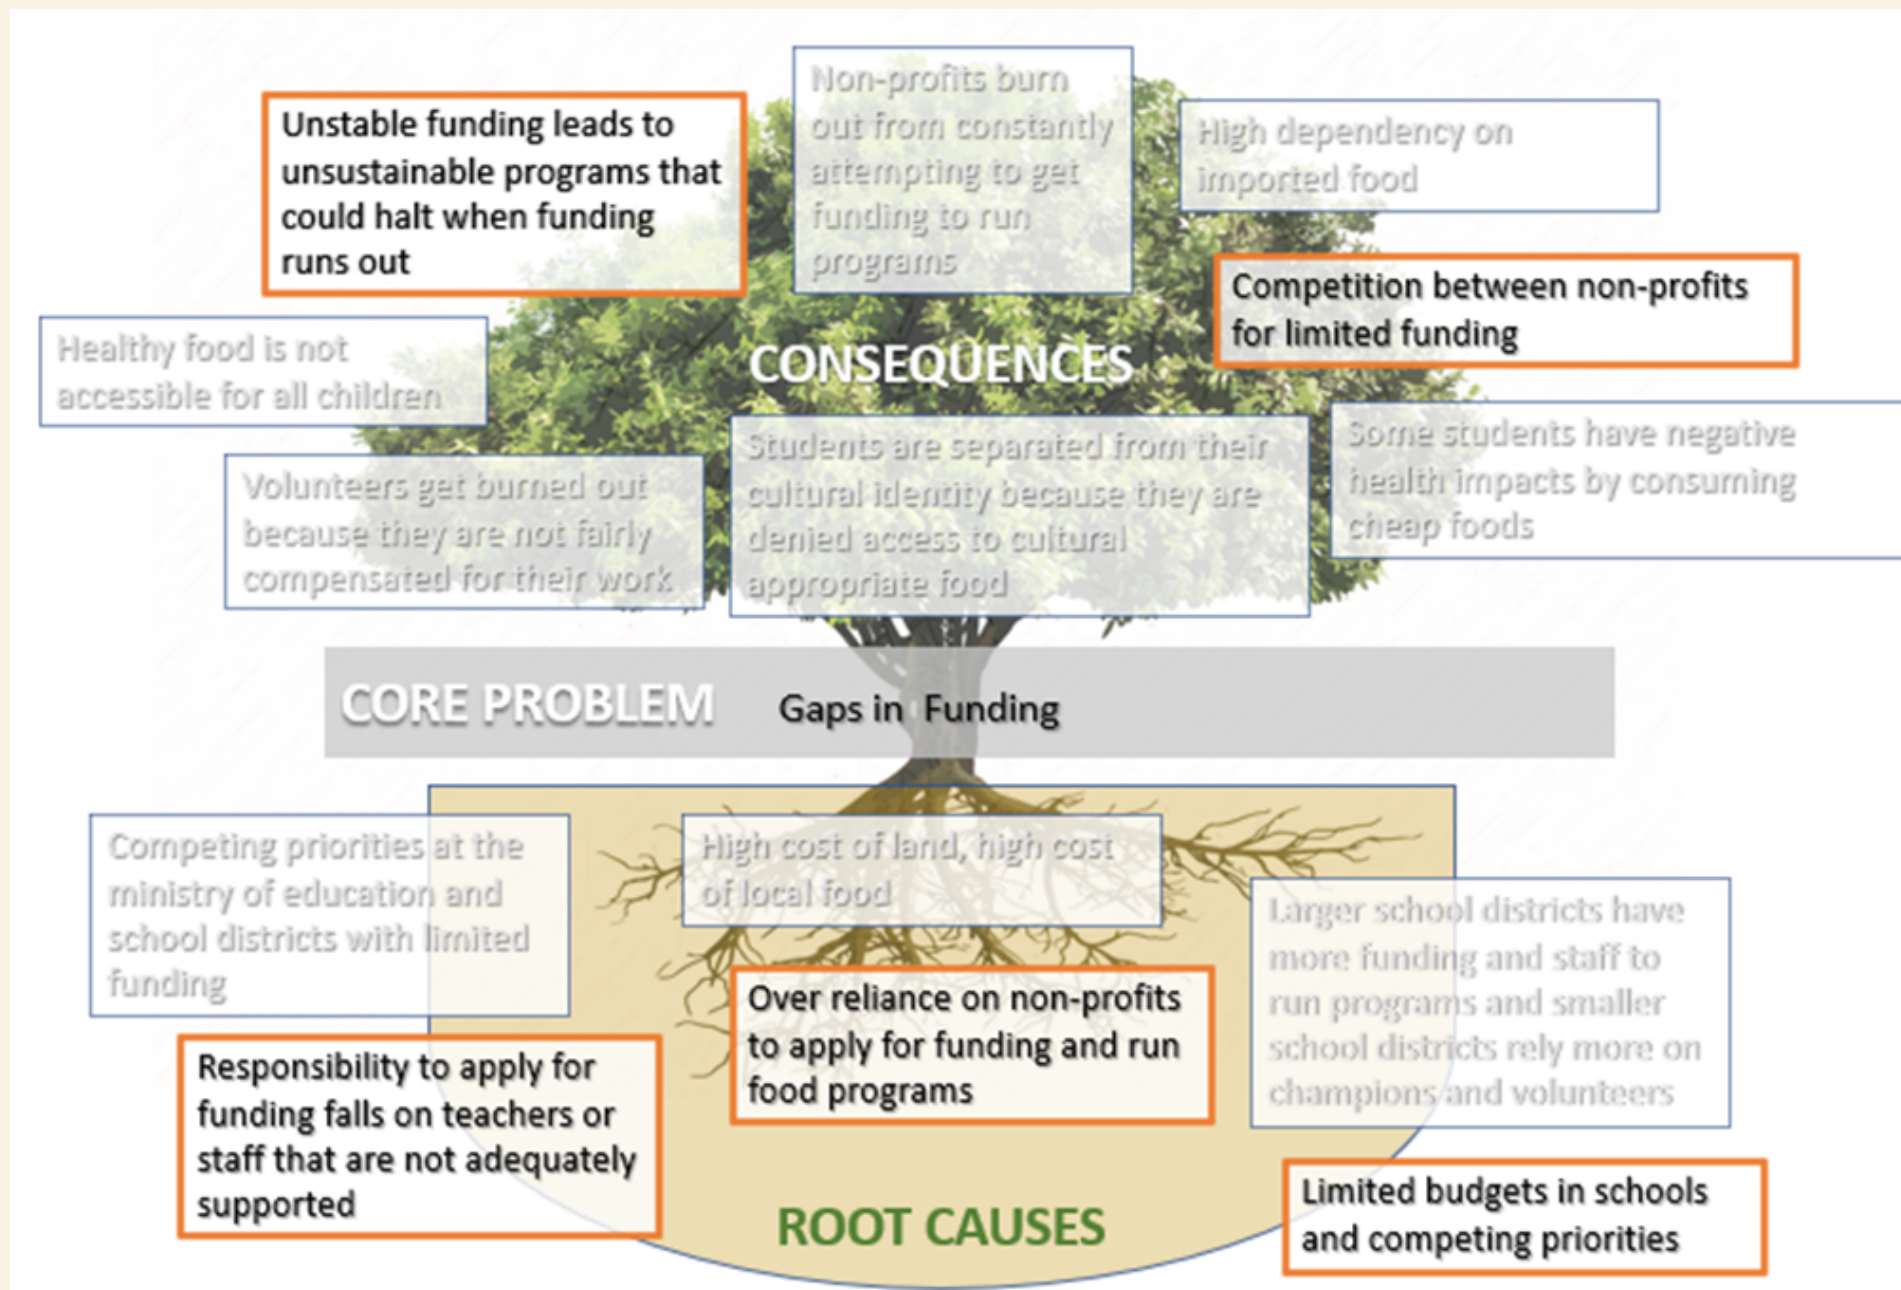 Unstable funding leads to
unsustainable programs that
could halt when funding
runs out
Non-profits burn
out from constantly
attempting to get
funding to run
programs
High dependency on
imported food
Competition between non-profits
for limited funding
Healthy food is not
accessible for all children
CONSEQUENCES
Volunteers get burned out
because they are not fairly
compensated for their work
Students are separated from their
cultural identity because they are
denied access to cultural
appropriate food
Some students have negative
health impacts by consuming
cheap foods
CORE PROBLEM
Gaps in Funding
Competing priorities at the
ministry of education and
school districts with limited
funding
High cost of land, high cost
of local food
Larger school districts have
more funding and staff to
run programs and smaller
school districts rely more on
champions and volunteers
Responsibility to apply for
funding falls on teachers or
staff that are not adequately
supported
Over reliance on non-profits
to apply for funding and run
food programs
Limited budgets in schools
and competing priorities
ROOT CAUSES